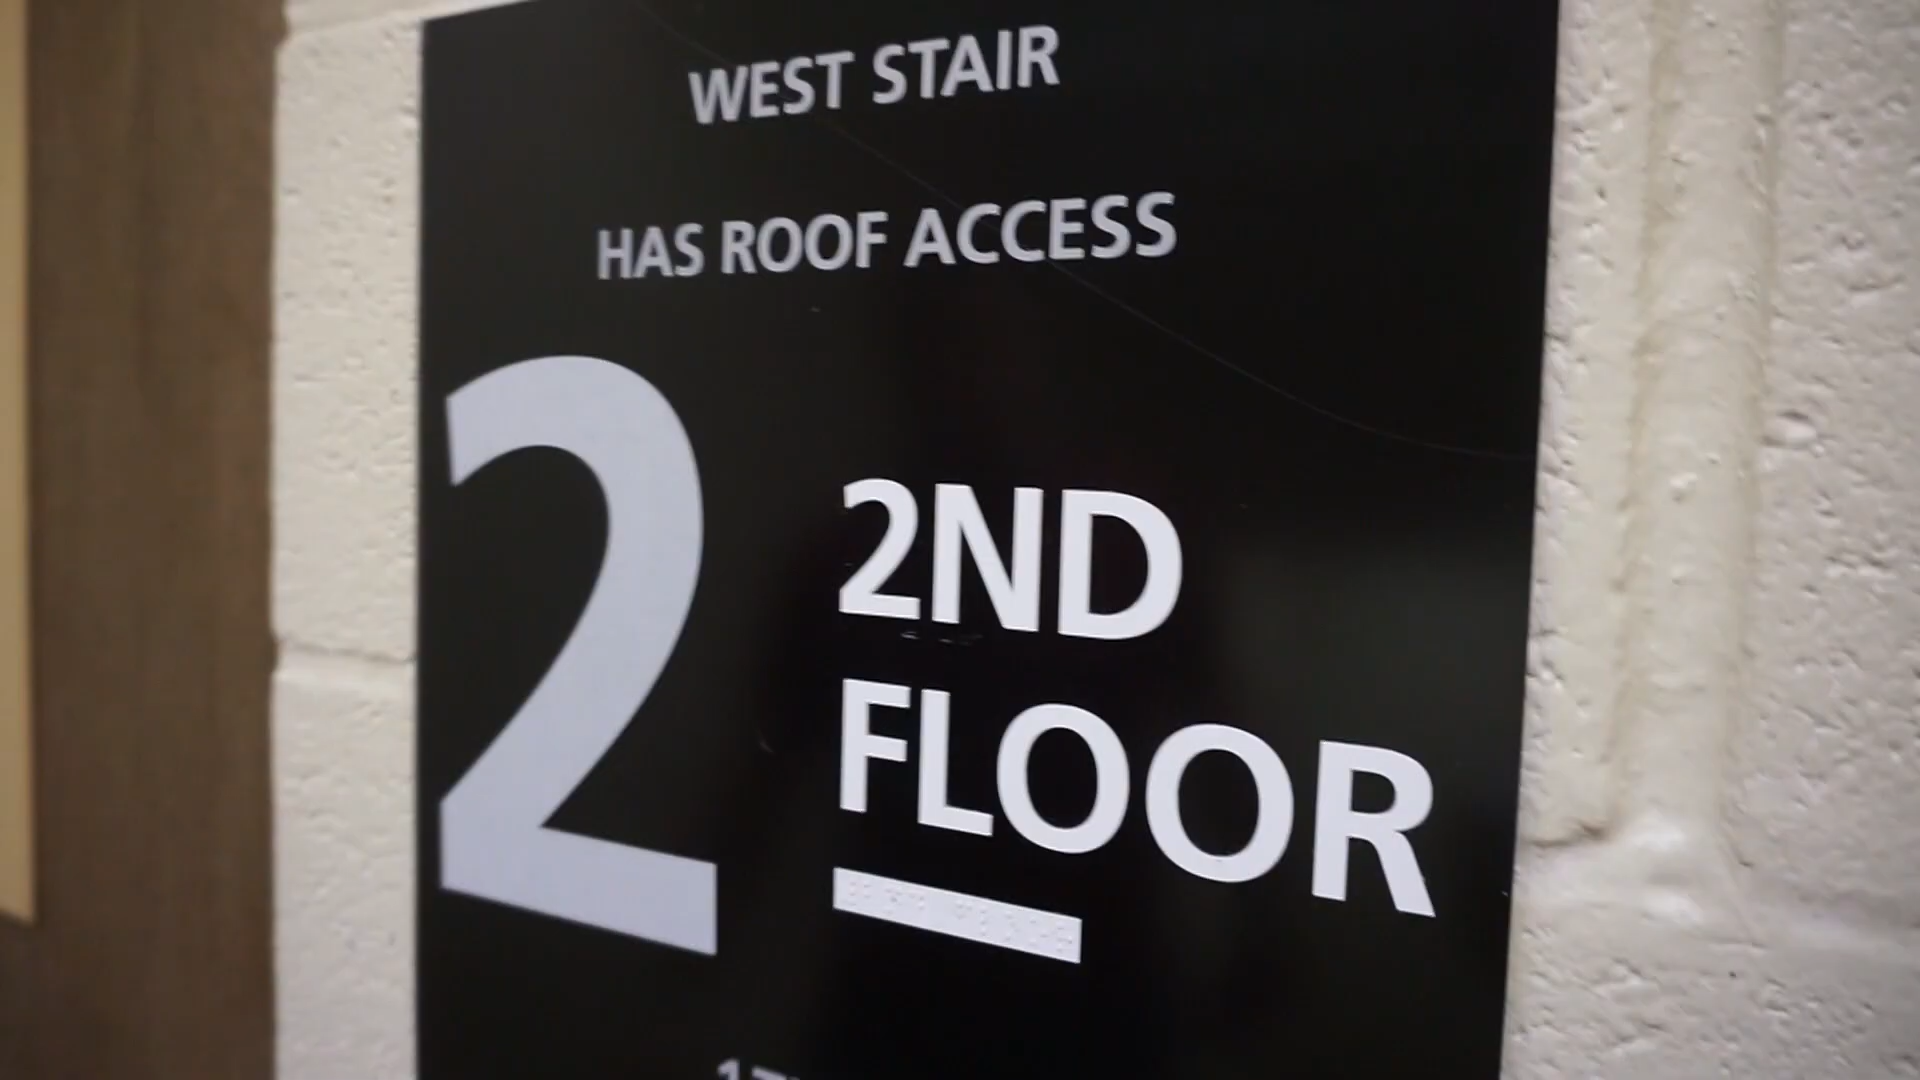 WEST STAIR
HAS ROOF ACCESS
2
2ND
FLOOR